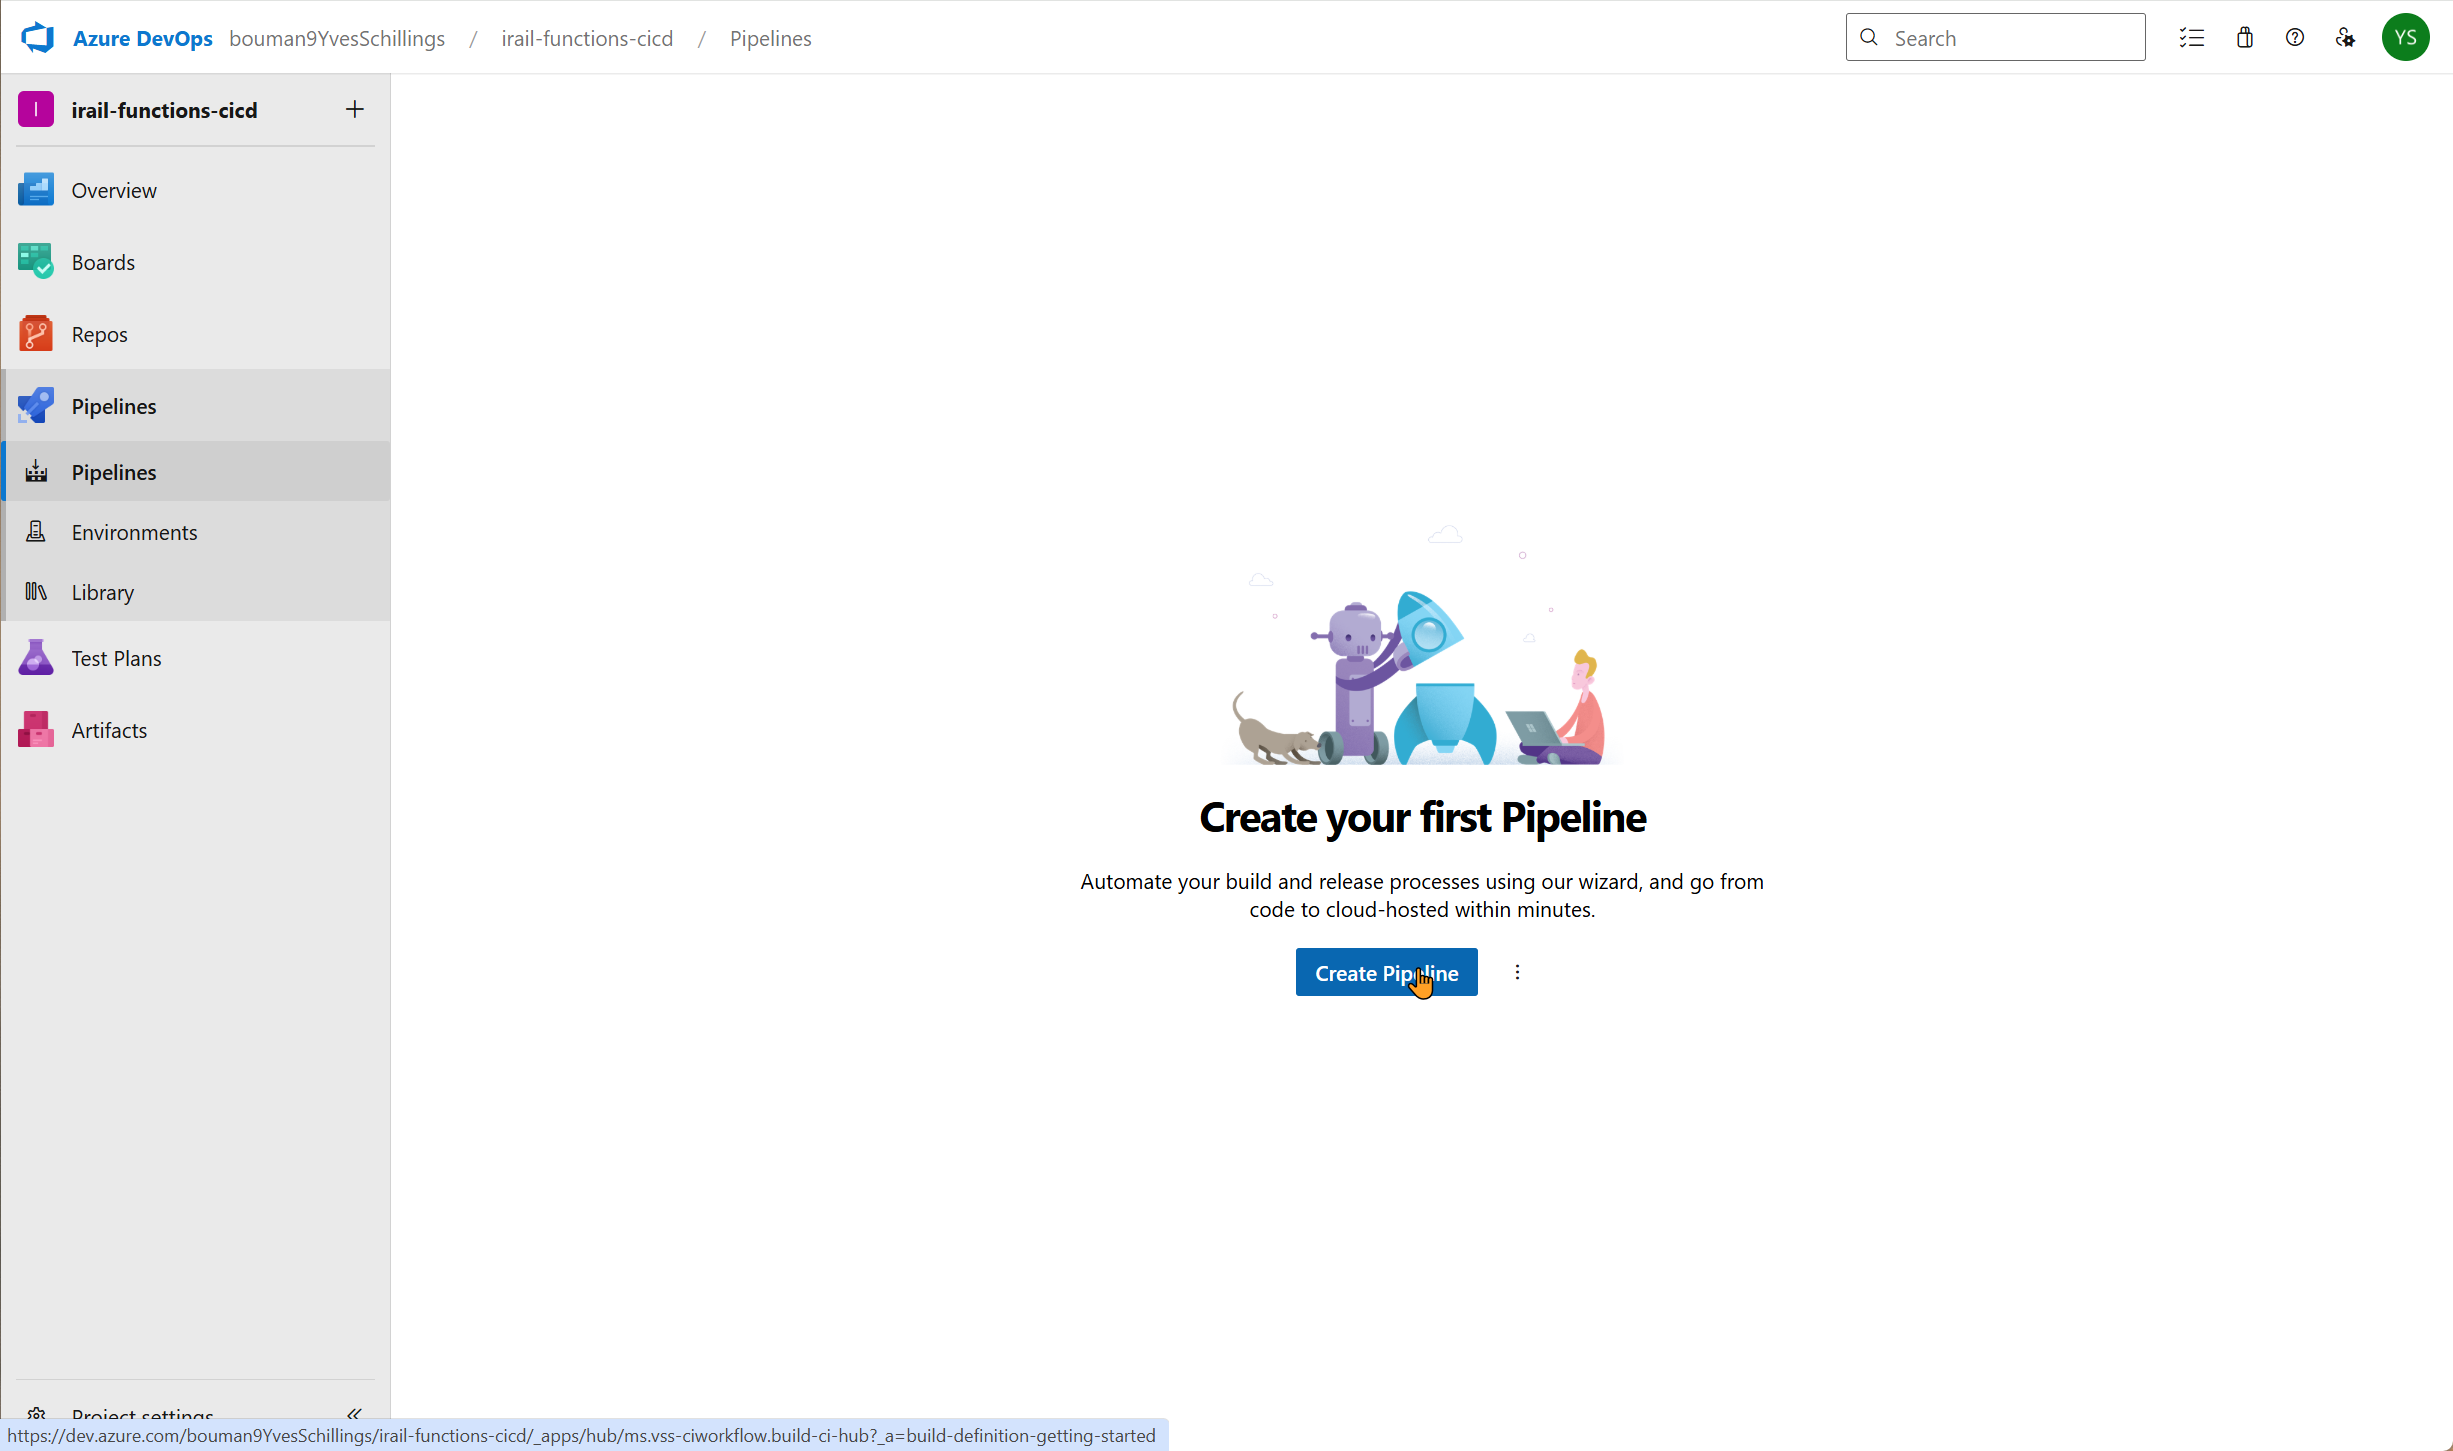 Azure DevOps bouman9YvesSchillings / irail-functions-cicd / Pipelines
Search
YS
I irail-functions-cicd
Overview
Boards
Repos
Pipelines
Pipelines
Environments
Library
Test Plans
Artifacts
Create your first Pipeline
Automate your build and release processes using our wizard, and go from
code to cloud-hosted within minutes.
Create Pipeline
Project settings
https://dev.azure.com/bouman9YvesSchillings/irail-functions-cicd/_apps/hub/ms.vss-ciworkflow.build-ci-hub?_a=build-definition-getting-started